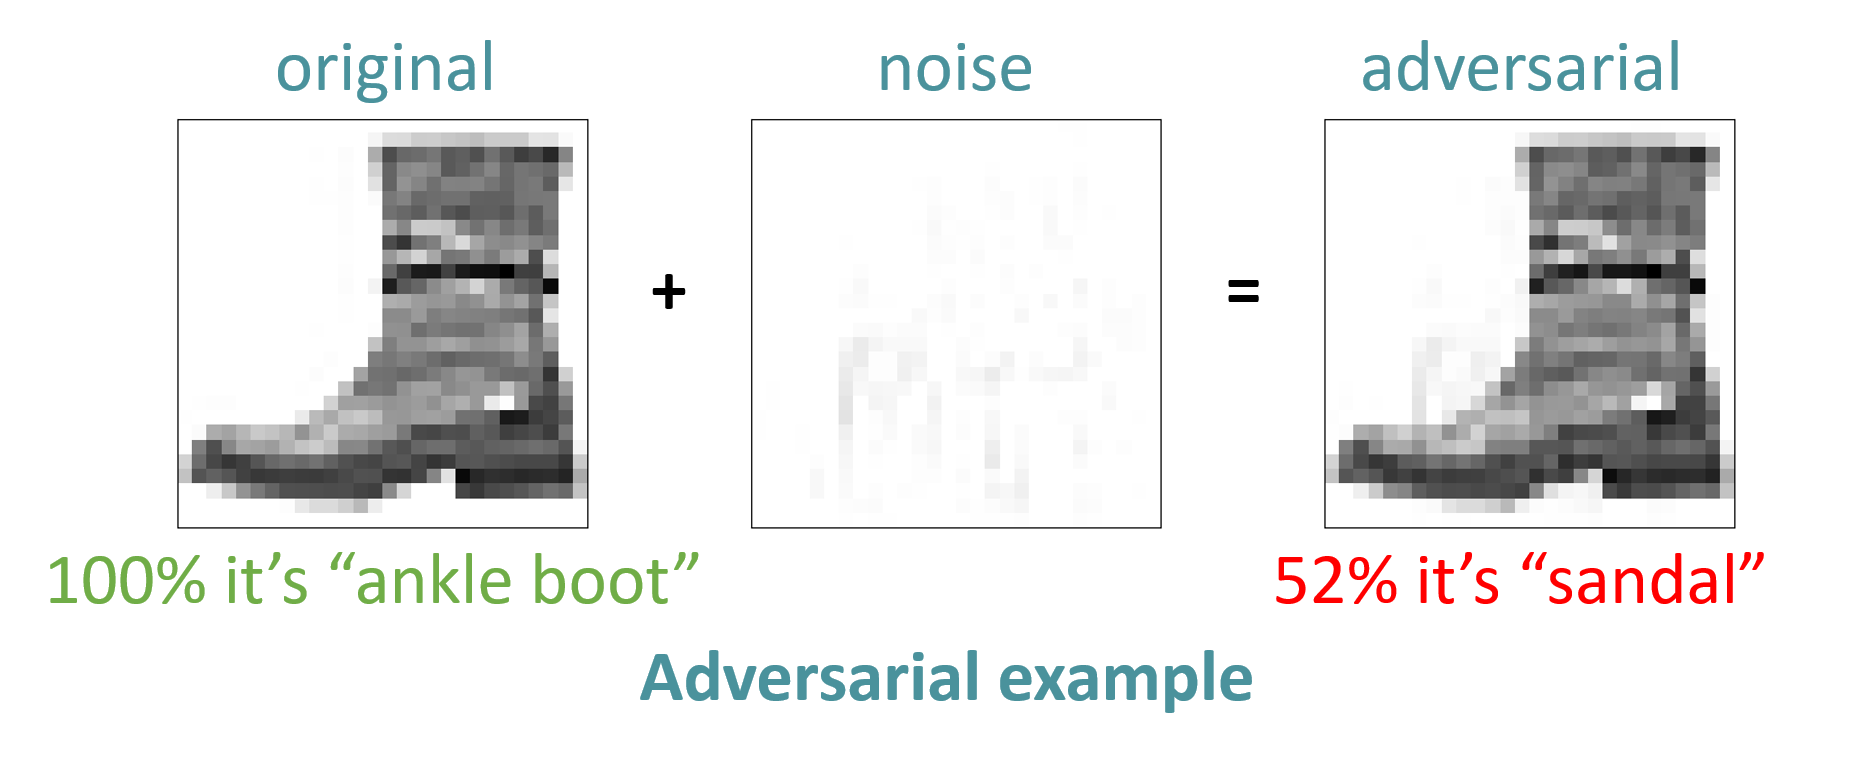 original noise adversarial
+ =
100% it’s “ankle boot” 52% it’s “sandal”
Adversarial example